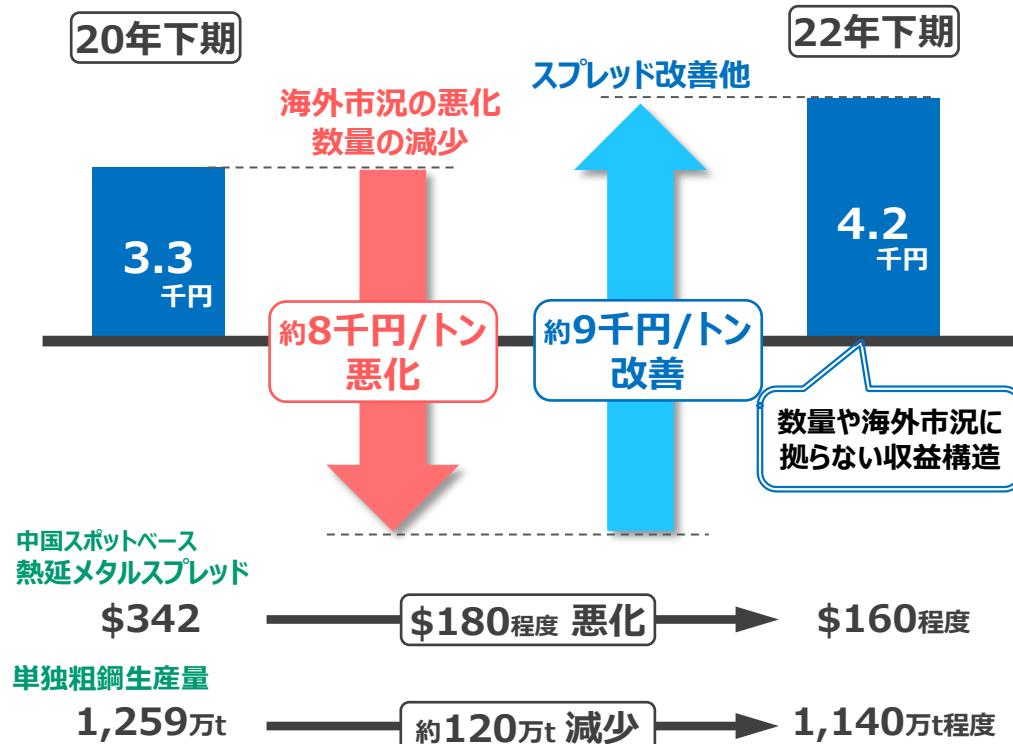 20年下期
22年下期
スプレッド改善他
海外市況の悪化
数量の減少
3.3
千円
4.2
千円
約8千円/トン
悪化
約9千円/トン
改善
数量や海外市況に
拠らない収益構造
中国スポットベース
熱延メタルスプレッド
$342
$180程度 悪化
$160程度
単独粗鋼生産量
1,259万t
約120万t 減少
1,140万t程度